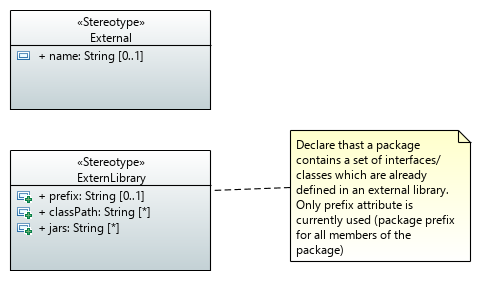 «Stereotype»
External
+ name: String [0..1]
«Stereotype»
ExternLibrary
+ prefix: String [0..1]
+ classPath: String [*]
+ jars: String [*]
Declare thast a package
contains a set of interfaces/
classes which are already
defined in an external library.
Only prefix attribute is
currently used (package prefix
for all members of the
package)